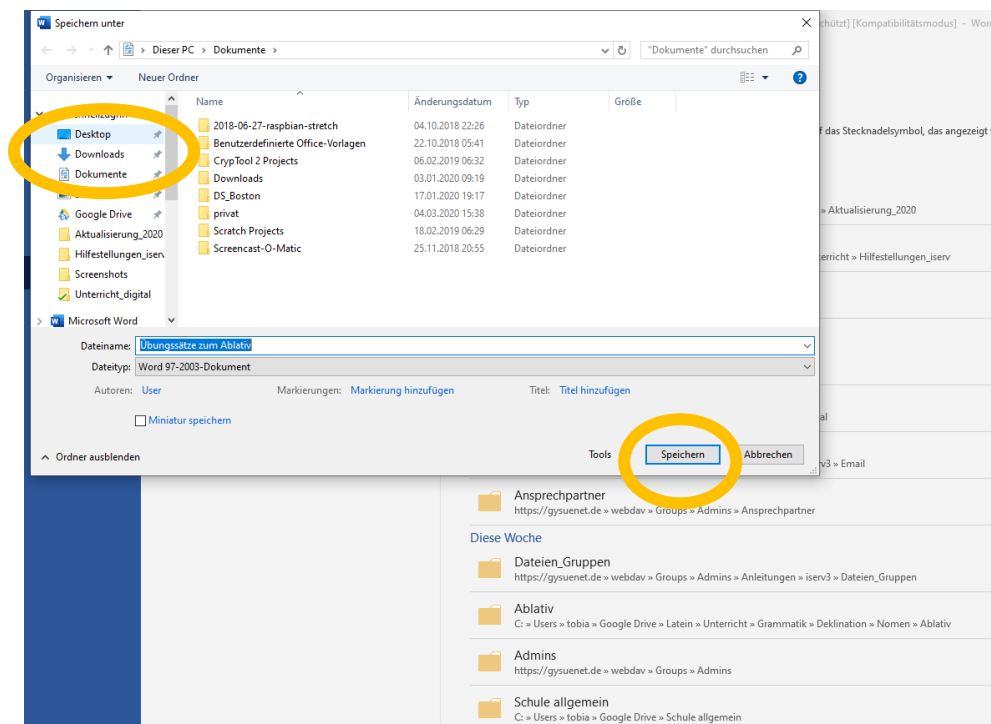 Speichern unter
chützt] [Kompatibilitätsmodus] - Wor
Dieser PC > Dokumente >
"Dokumente" durchsuchen
Organisieren
Neuer Ordner
Name Änderungsdatum Typ Größe
Desktop
Downloads
Dokumente
Google Drive
Aktualisierung_2020
Hilfestellungen_iserv
Screenshots
Unterricht_digital
Microsoft Word
2018-06-27-raspbian-stretch 04.10.2018 22:26 Dateiordner
Benutzerdefinierte Office-Vorlagen 22.10.2018 05:41 Dateiordner
CrypTool 2 Projects 06.02.2019 06:32 Dateiordner
Downloads 03.01.2020 09:19 Dateiordner
DS_Boston 17.01.2020 19:17 Dateiordner
privat 04.03.2020 15:38 Dateiordner
Scratch Projects 18.02.2019 06:29 Dateiordner
Screencast-O-Matic 25.11.2018 20:55 Dateiordner
Dateiname: Übungssätze zum Ablativ
Dateityp: Word 97-2003-Dokument
Autoren: User Markierungen: Markierung hinzufügen Titel: Titel hinzufügen
Miniatur speichern
Ordner ausblenden
Tools Speichern Abbrechen
f das Stecknadelsymbol, das angezeigt
» Aktualisierung_2020
terricht » Hilfestellungen_iserv
al
v3 » Email
Ansprechpartner
https://gysuenet.de » webdav » Groups » Admins » Ansprechpartner
Diese Woche
Dateien_Gruppen
https://gysuenet.de » webdav » Groups » Admins » Anleitungen » iserv3 » Dateien_Gruppen
Ablativ
C: » Users » tobia » Google Drive » Latein » Unterricht » Grammatik » Deklination » Nomen » Ablativ
Admins
https://gysuenet.de » webdav » Groups » Admins
Schule allgemein
C: » Users » tobia » Google Drive » Schule allgemein